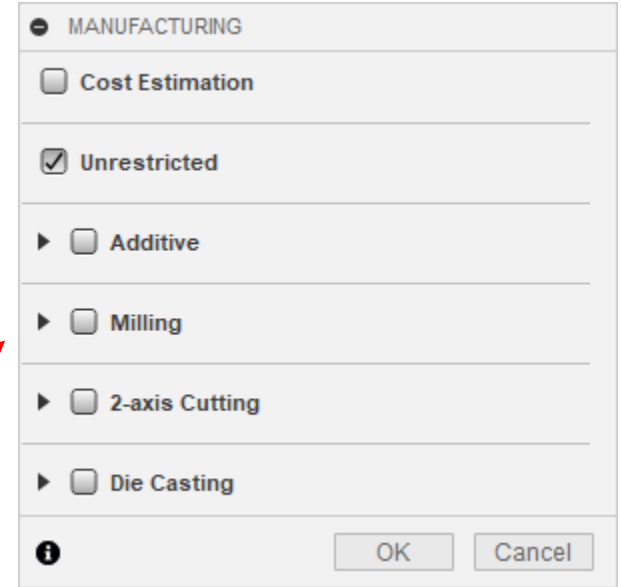 MANUFACTURING
Cost Estimation
Unrestricted
Additive
Milling
2-axis Cutting
Die Casting
OK Cancel